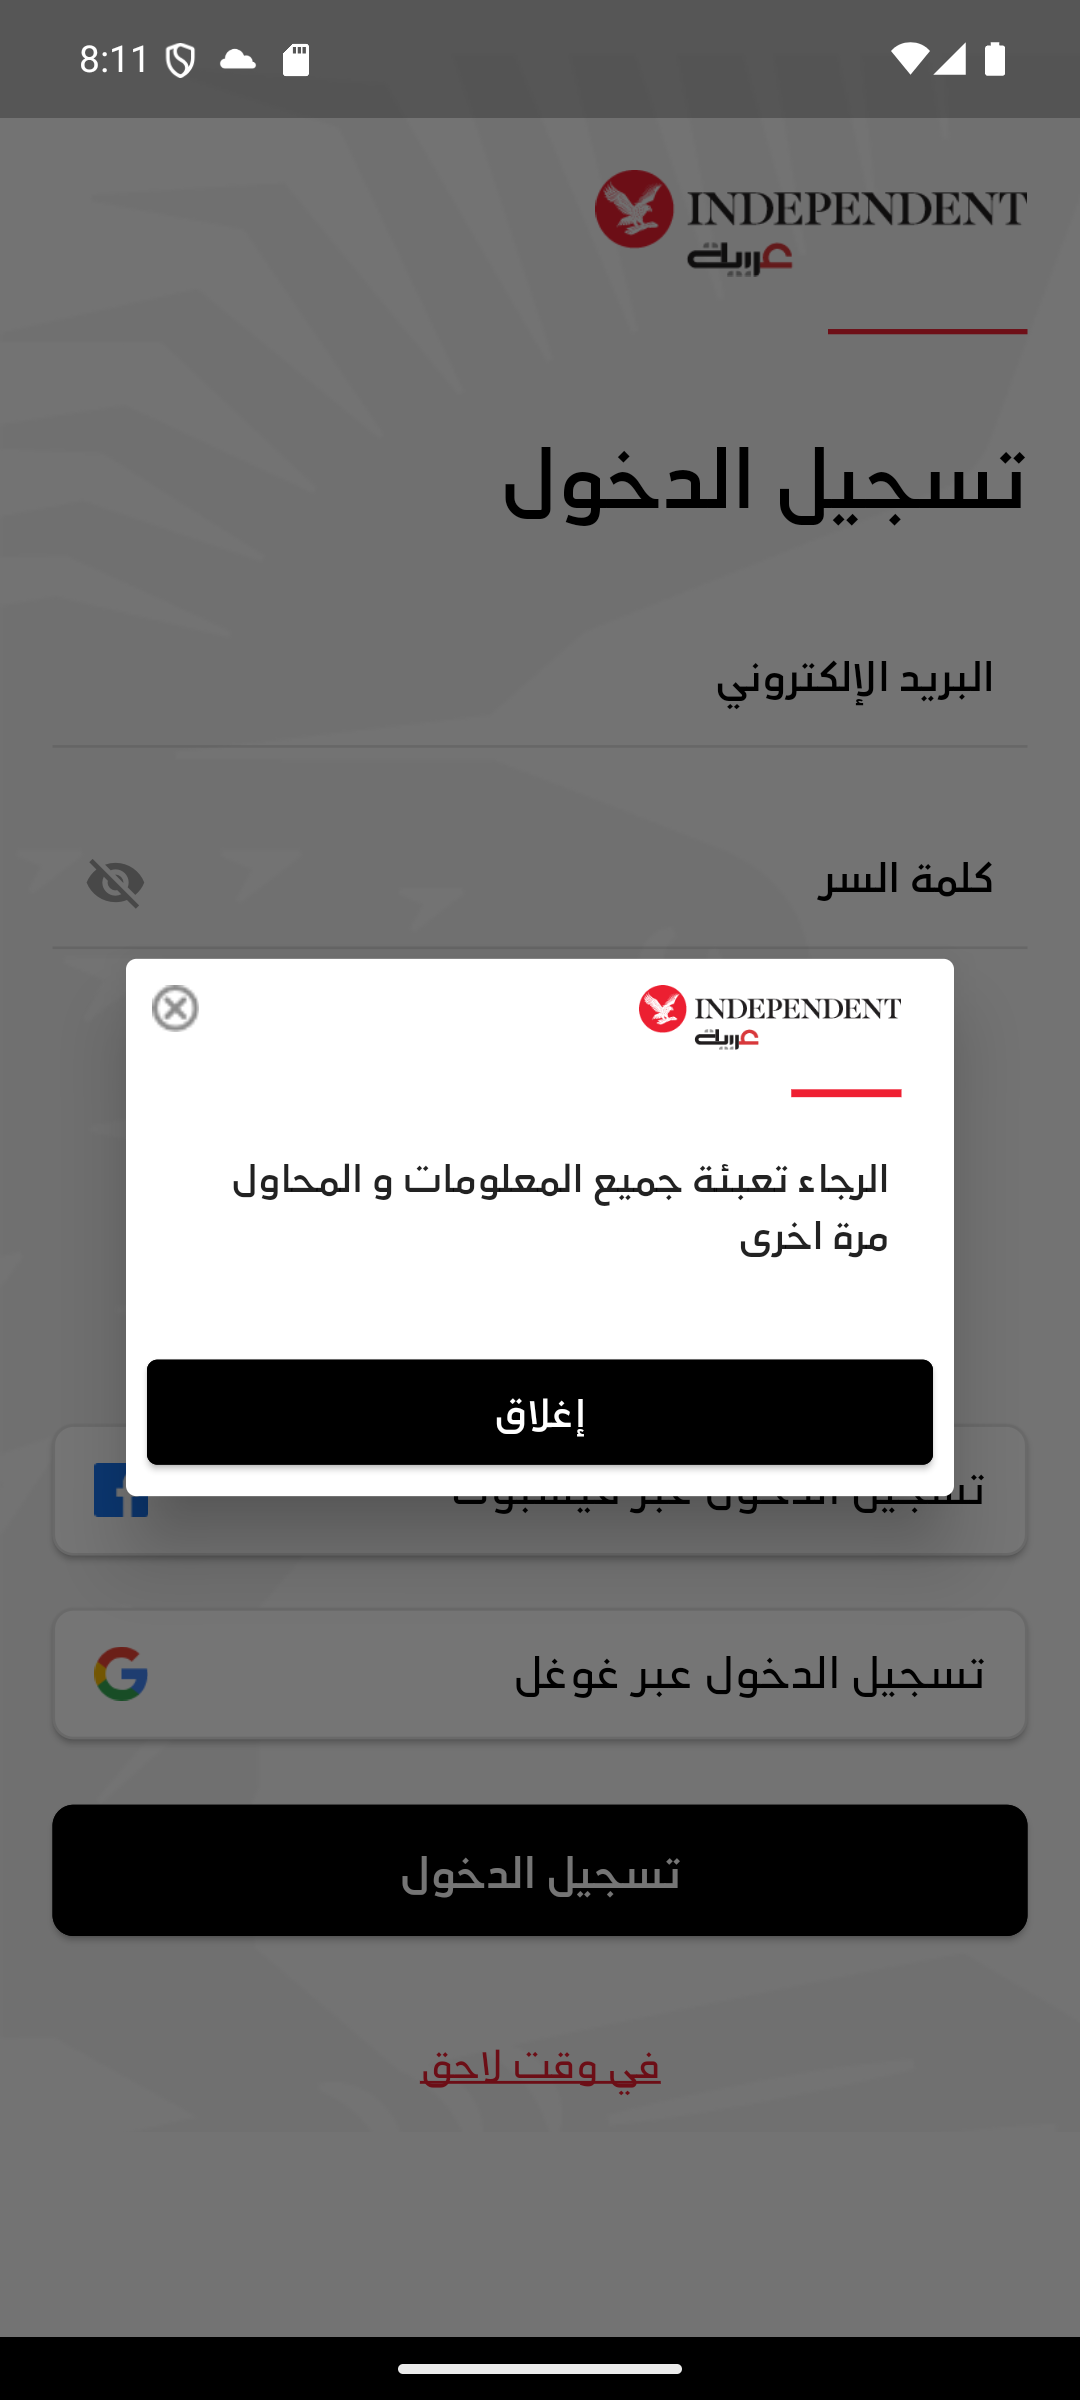 8:11
INDEPENDENT
عربية
تسجيل الدخول
البريد الإلكتروني
كلمة السر
INDEPENDENT
عربية
الرجاء تعبئة جميع المعلومات و المحاول
مرة اخرى
إغلاق
تسجيل الدخول عبر فيسبوك
تسجيل الدخول عبر غوغل
تسجيل الدخول
في وقت لاحق